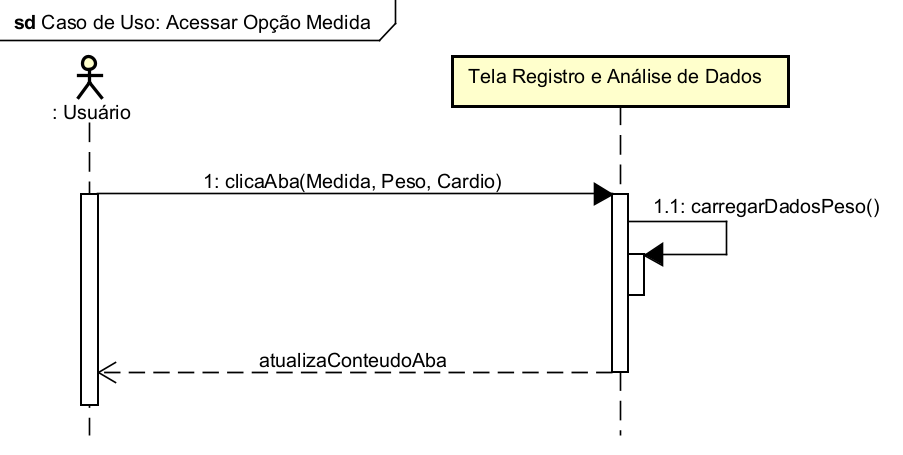 sd Caso de Uso: Acessar Opção Medida
Tela Registro e Análise de Dados
: Usuário
1: clicaAba(Medida, Peso, Cardio)
1.1: carregarDadosPeso()
atualizaConteudoAba